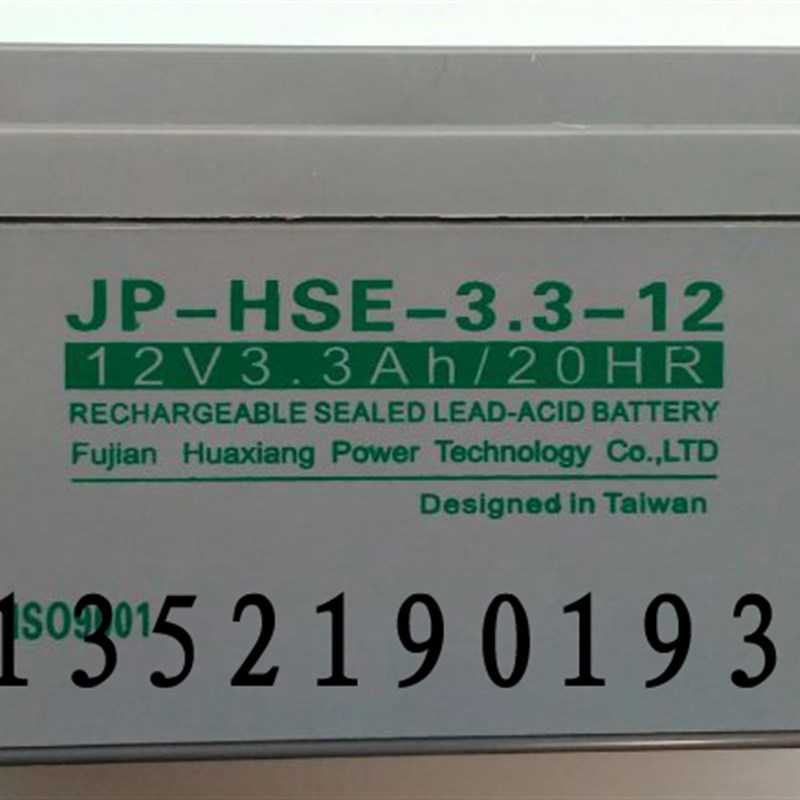 JP-HSE-3.3-12
12V3.3Ah/20HR
RECHARGEABLE SEALED LEAD-ACID BATTERY
Fujian Huaxiang Power Technology Co.,LTD
Designed in Taiwan
ISO9001
1352190193